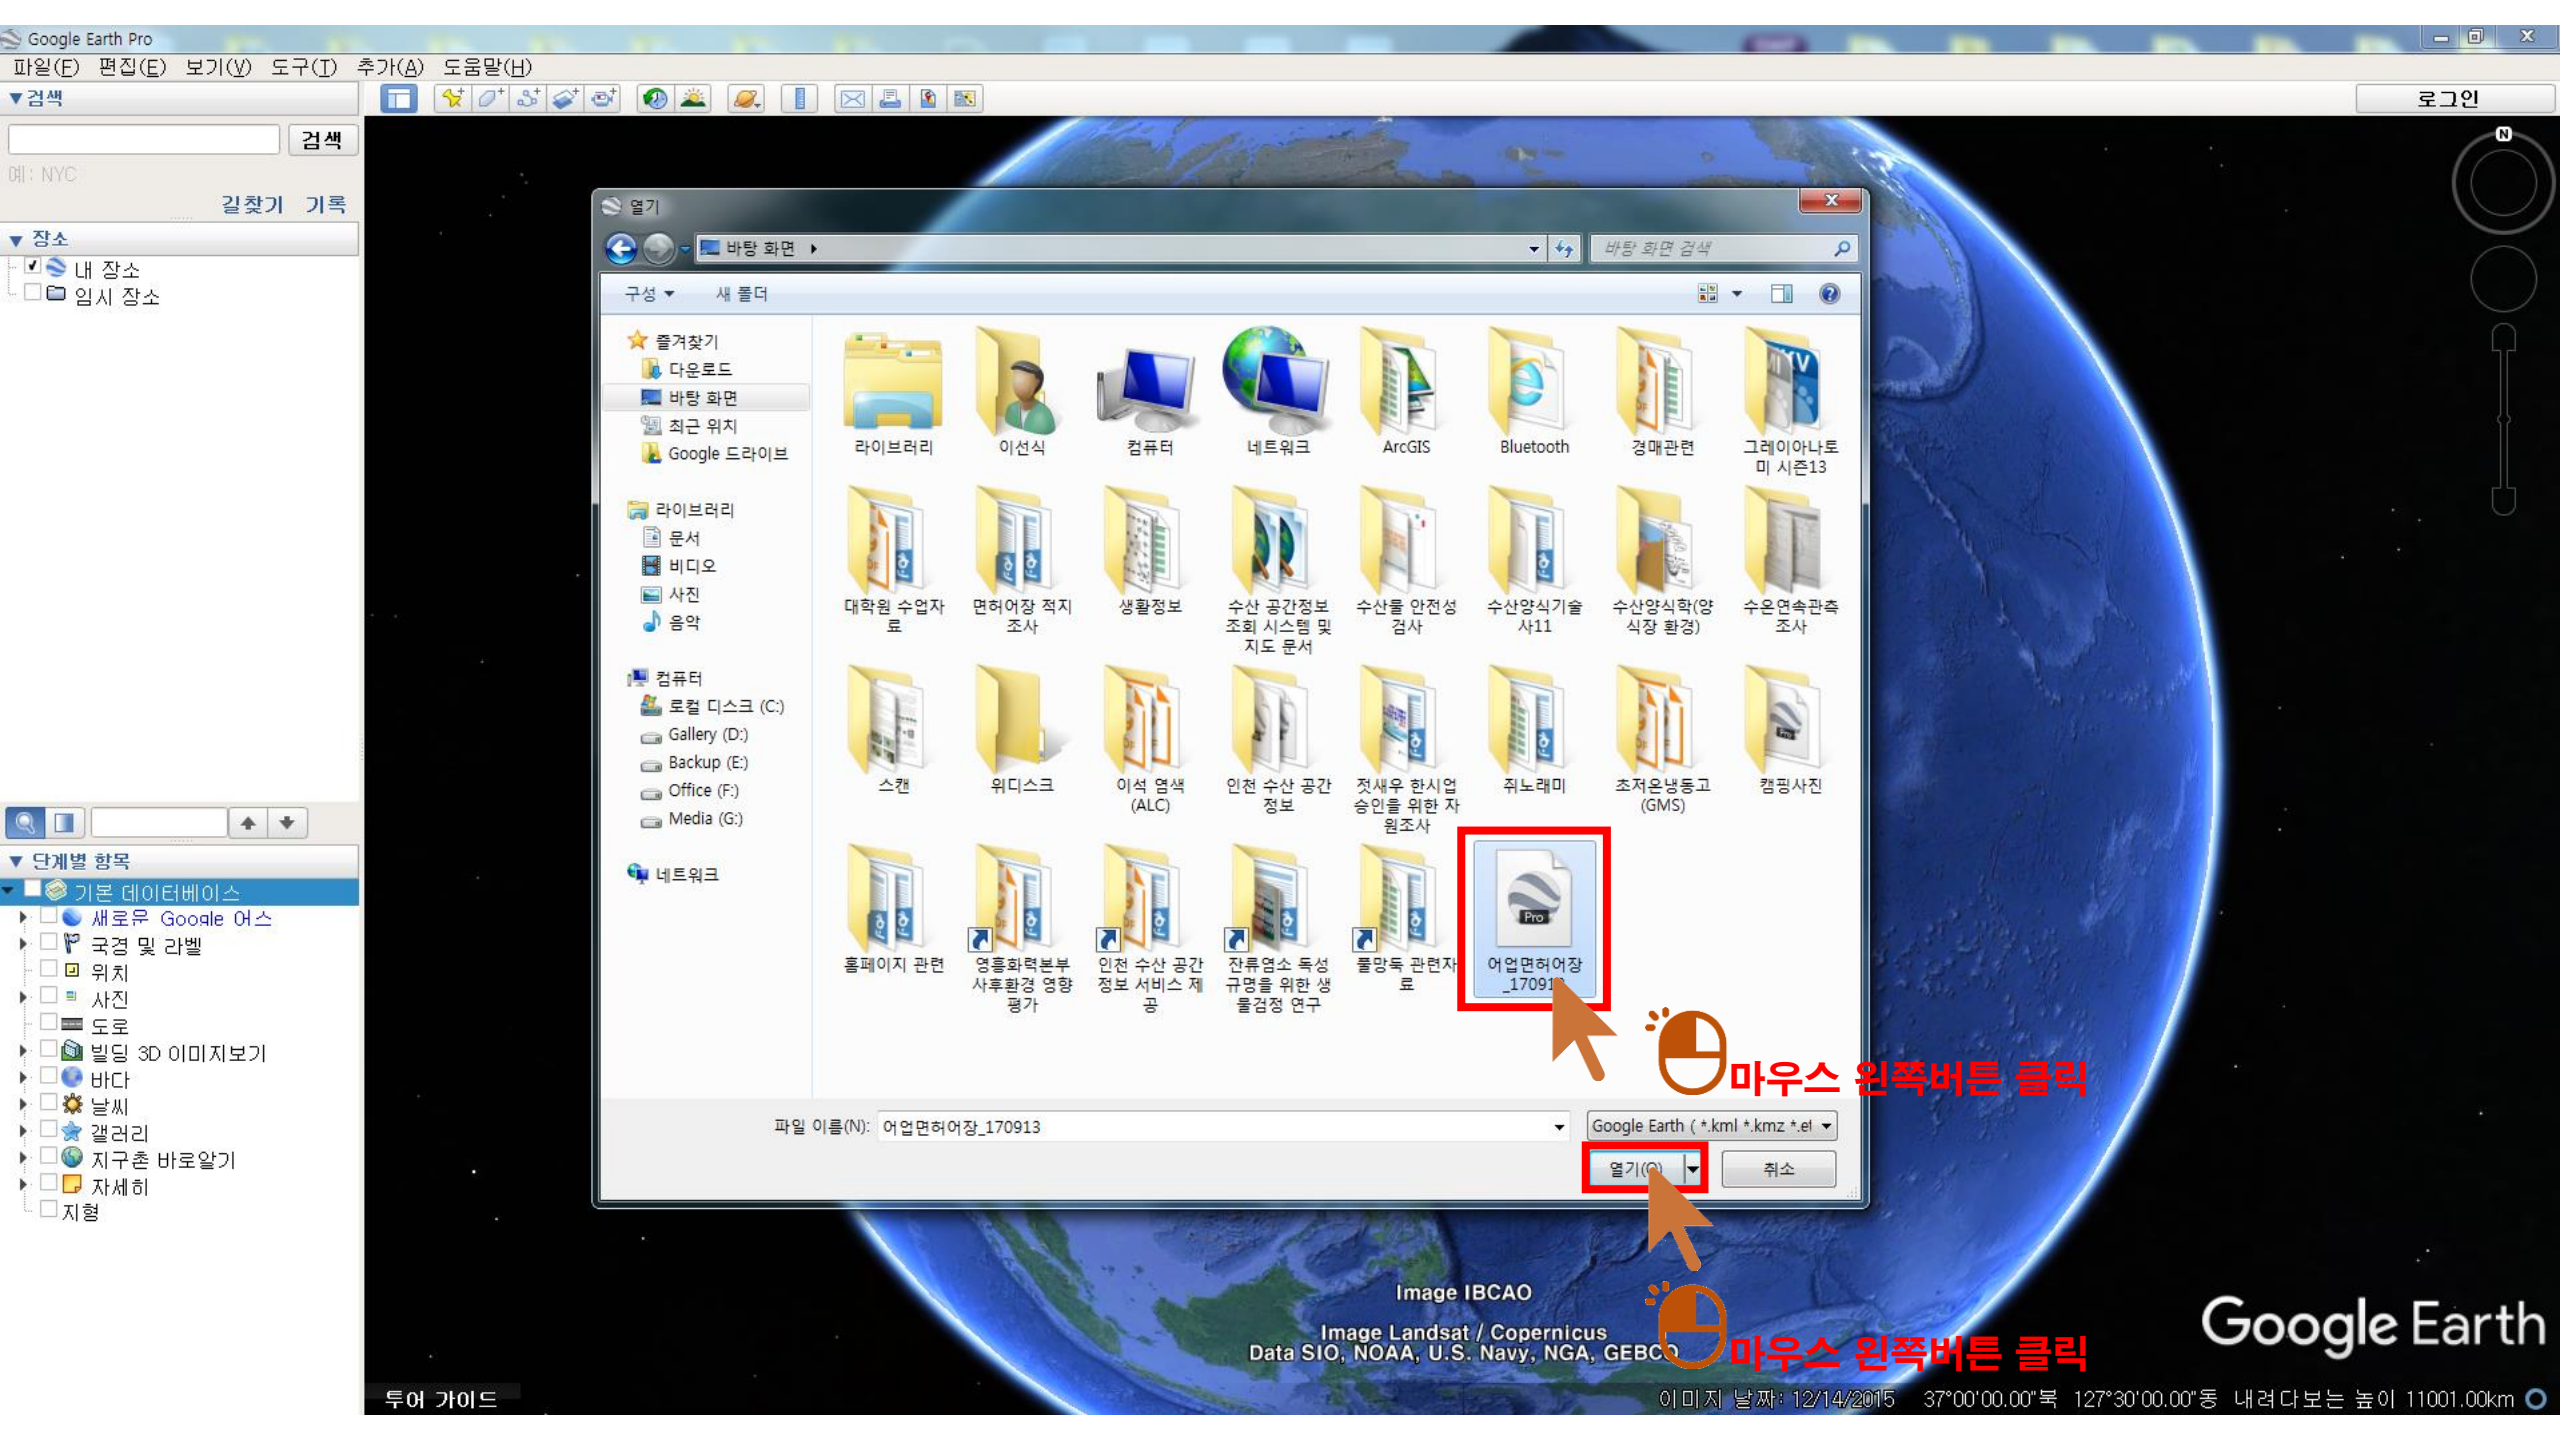 Google Earth Pro
파일(F) 편집(E) 보기(V) 도구(T) 추가(A) 도움말(H)
▼검색
로그인
검색
예: NYC
길찾기 기록
▼ 장소
내 장소
임시 장소
▼ 단계별 항목
기본 데이터베이스
새로운 Google 어스
국경 및 라벨
위치
사진
도로
빌딩 3D 이미지보기
바다
날씨
갤러리
지구촌 바로알기
자세히
지형
열기
바탕 화면
바탕 화면 검색
구성 새 폴더
즐겨찾기
다운로드
바탕 화면
최근 위치
Google 드라이브
라이브러리
문서
비디오
사진
음악
컴퓨터
로컬 디스크 (C:)
Gallery (D:)
Backup (E:)
Office (F:)
Media (G:)
네트워크
라이브러리
이선식
컴퓨터
네트워크
ArcGIS
Bluetooth
경매관련
그레이아나토
미 시즌13
대학원 수업자
료
면허어장 적지
조사
생활정보
수산 공간정보
조회 시스템 및
지도 문서
수산물 안전성
검사
수산양식기술
사11
수산양식학(양
식장 환경)
수온연속관측
조사
스캔
위디스크
이석 염색
(ALC)
인천 수산 공간
정보
젓새우 한시업
승인을 위한 자
원조사
쥐노래미
초저온냉동고
(GMS)
캠핑사진
홈페이지 관련
영흥화력본부
사후환경 영향
평가
인천 수산 공간
정보 서비스 제
공
잔류염소 독성
규명을 위한 생
물검정 연구
풀망둑 관련자
료
Pro
어업면허어장
마우스 왼쪽버튼 클릭
파일 이름(N): 어업면허어장_170913
Google Earth ( *.kml *.kmz *.et
열기(O) 취소
마우스 왼쪽버튼 클릭
Image IBCAO
Image Landsat / Copernicus
Data SIO, NOAA, U.S. Navy, NGA, GEBCO
Google Earth
투어 가이드
이미지 날짜: 12/14/2015 37°00'00.00"북 127°30'00.00"동 내려다보는 높이 11001.00km
N